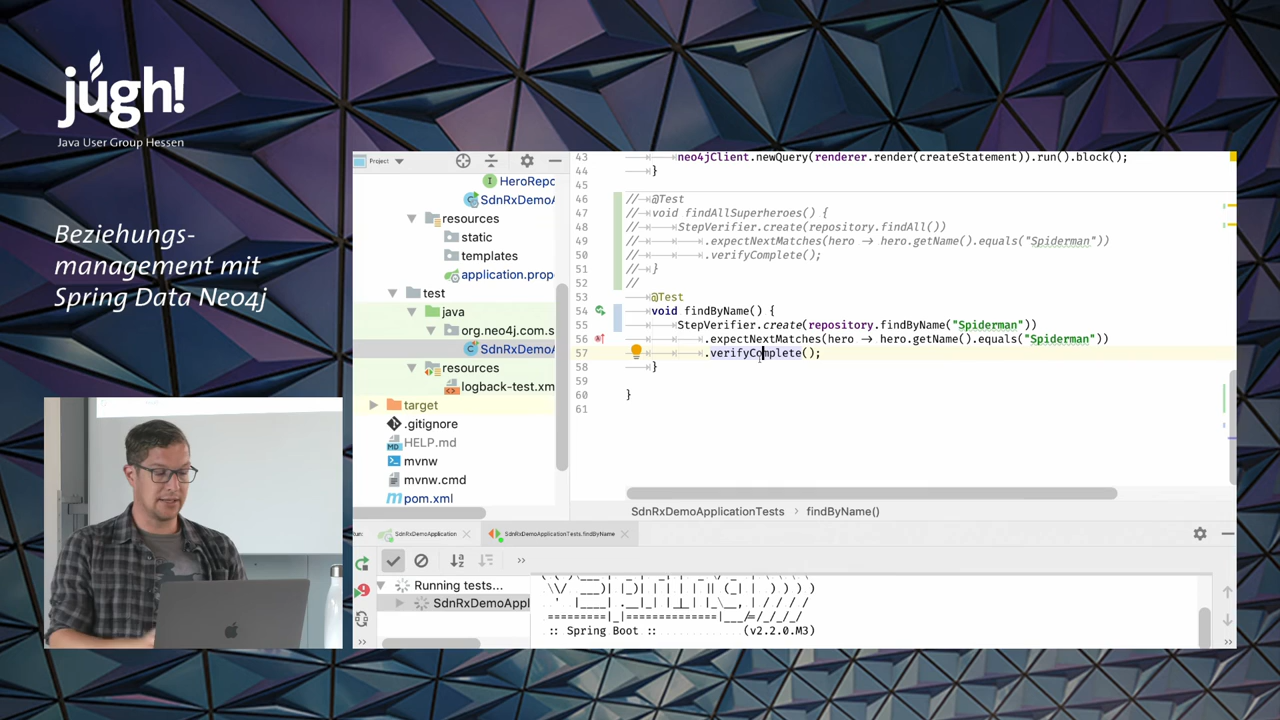 jugh!
Java User Group Hessen
Beziehungs-
management mit
Spring Data Neo4j
Project
HeroRepo
SdnRxDemoA
resources
static
templates
application.prope
test
java
org.neo4j.com.s
SdnRxDemoA
resources
logback-test.xm
target
.gitignore
HELP.md
mvnw
mvnw.cmd
pom.xml
43 neo4jClient.newQuery(renderer.render(createStatement)).run().block();
44 }
45
46 // @Test
47 // void findAllSuperheroes() {
48 // StepVerifier.create(repository.findAll())
49 // .expectNextMatches(hero -> hero.getName().equals("Spiderman"))
50 // .verifyComplete();
51 // }
52 //
53 @Test
54 void findByName() {
55 StepVerifier.create(repository.findByName("Spiderman"))
56 .expectNextMatches(hero -> hero.getName().equals("Spiderman"))
57 .verifyComplete();
58 }
59
60 }
61
SdnRxDemoApplicationTests > findByName()
Run: SdnRxDemoApplication SdnRxDemoApplicationTests.findByName
Running tests...
SdnRxDemoAppl
:: Spring Boot :: (v2.2.0.M3)